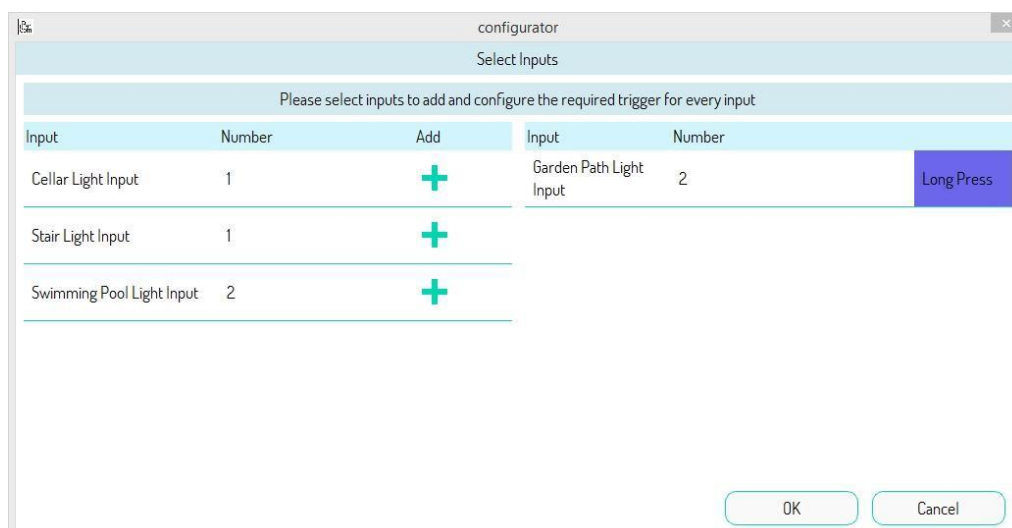 configurator
Select Inputs
Please select inputs to add and configure the required trigger for every input
Input Number Add Input Number
Cellar Light Input 1 Garden Path Light Input 2 Long Press
Stair Light Input 1
Swimming Pool Light Input 2
OK Cancel